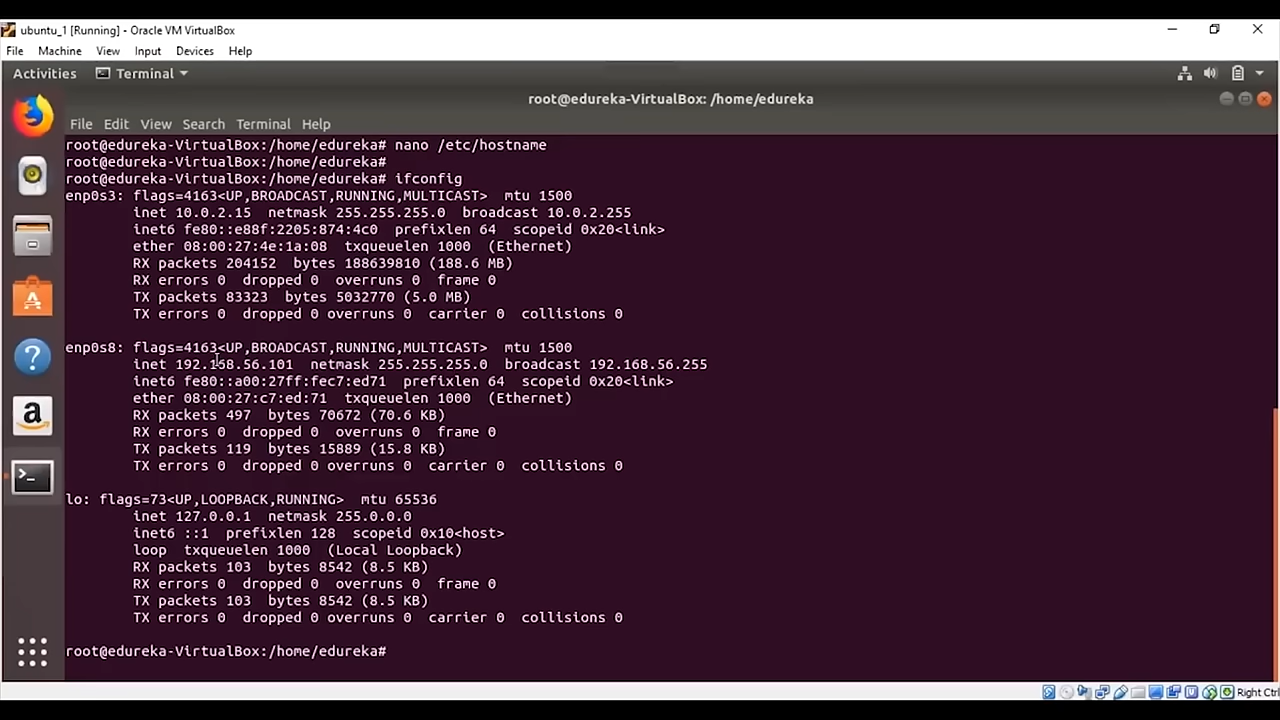 ubuntu_1 [Running] - Oracle VM VirtualBox
File Machine View Input Devices Help
Activities Terminal
root@edureka-VirtualBox: /home/edureka
File Edit View Search Terminal Help
root@edureka-VirtualBox:/home/edureka# nano /etc/hostname
root@edureka-VirtualBox:/home/edureka#
root@edureka-VirtualBox:/home/edureka# ifconfig
enp0s3: flags=4163<UP,BROADCAST,RUNNING,MULTICAST> mtu 1500
inet 10.0.2.15 netmask 255.255.255.0 broadcast 10.0.2.255
inet6 fe80::e88f:2205:874:4c0 prefixlen 64 scopeid 0x20<link>
ether 08:00:27:4e:1a:08 txqueuelen 1000 (Ethernet)
RX packets 204152 bytes 188639810 (188.6 MB)
RX errors 0 dropped 0 overruns 0 frame 0
TX packets 83323 bytes 5032770 (5.0 MB)
TX errors 0 dropped 0 overruns 0 carrier 0 collisions 0
enp0s8: flags=4163<UP,BROADCAST,RUNNING,MULTICAST> mtu 1500
inet 192.168.56.101 netmask 255.255.255.0 broadcast 192.168.56.255
inet6 fe80::a00:27ff:fec7:ed71 prefixlen 64 scopeid 0x20<link>
ether 08:00:27:c7:ed:71 txqueuelen 1000 (Ethernet)
RX packets 497 bytes 70672 (70.6 KB)
RX errors 0 dropped 0 overruns 0 frame 0
TX packets 119 bytes 15889 (15.8 KB)
TX errors 0 dropped 0 overruns 0 carrier 0 collisions 0
lo: flags=73<UP,LOOPBACK,RUNNING> mtu 65536
inet 127.0.0.1 netmask 255.0.0.0
inet6 ::1 prefixlen 128 scopeid 0x10<host>
loop txqueuelen 1000 (Local Loopback)
RX packets 103 bytes 8542 (8.5 KB)
RX errors 0 dropped 0 overruns 0 frame 0
TX packets 103 bytes 8542 (8.5 KB)
TX errors 0 dropped 0 overruns 0 carrier 0 collisions 0
root@edureka-VirtualBox:/home/edureka#
Right Ctrl